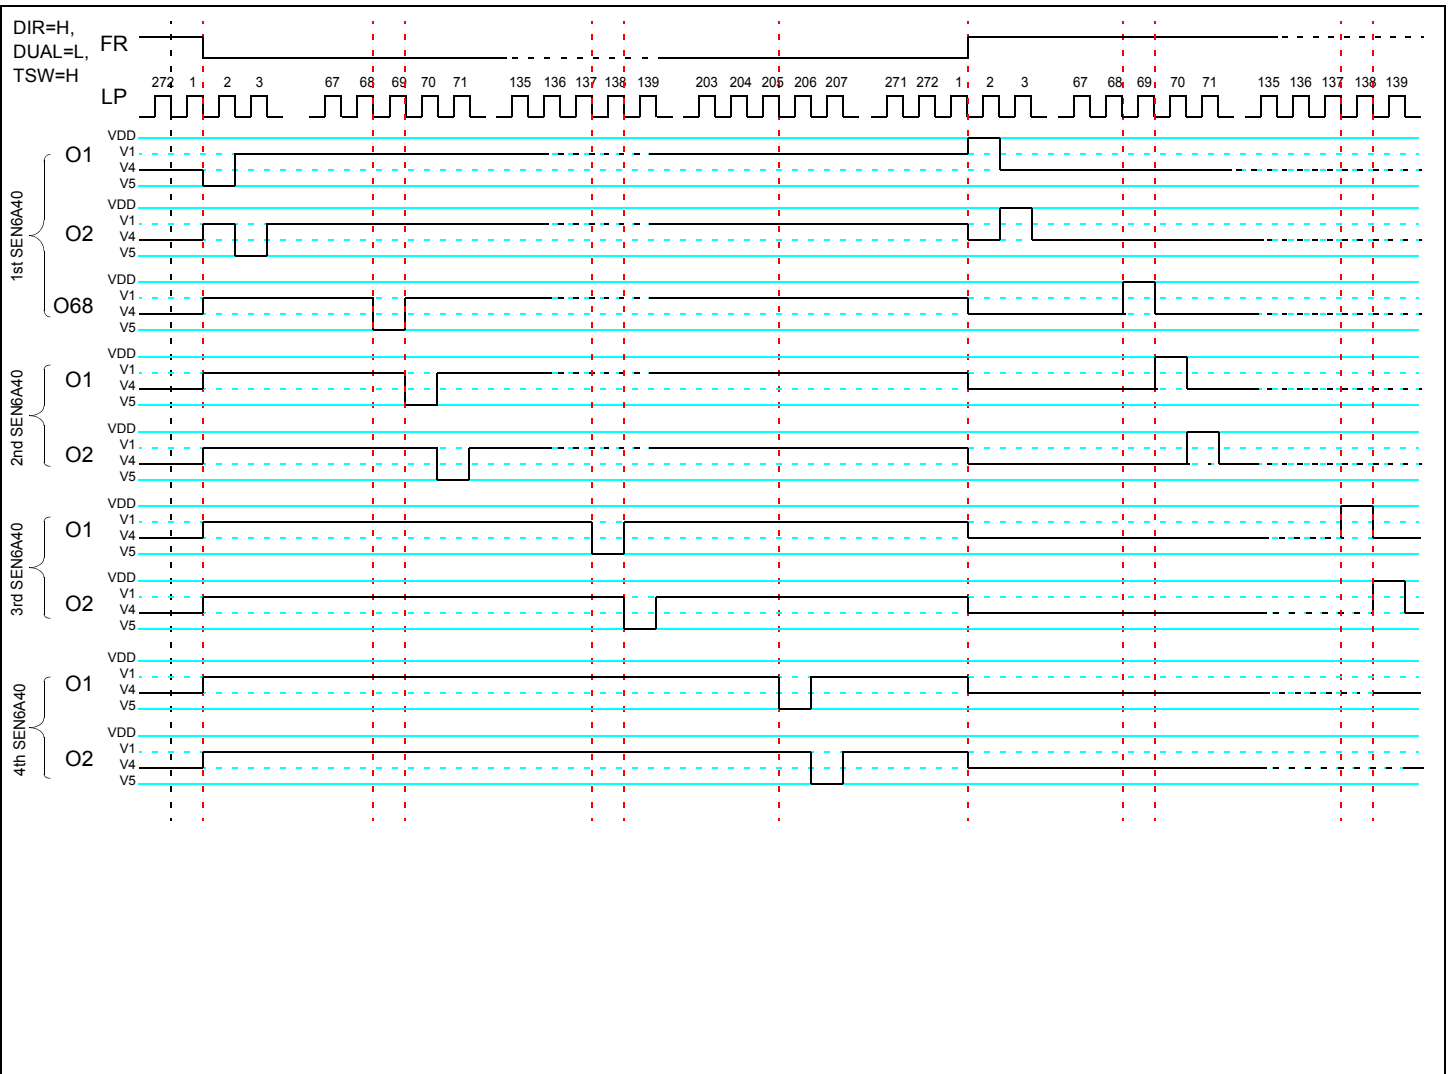 DIR=H,
DUAL=L,
TSW=H
FR
LP
272 1 2 3 67 68 69 70 71 135 136 137 138 139 203 204 205 206 207 271 272 1 2 3 67 68 69 70 71 135 136 137 138 139
1st SEN6A40
O1
VDD
V1
V4
V5
O2
VDD
V1
V4
V5
O68
VDD
V1
V4
V5
2nd SEN6A40
O1
VDD
V1
V4
V5
O2
VDD
V1
V4
V5
3rd SEN6A40
O1
VDD
V1
V4
V5
O2
VDD
V1
V4
V5
4th SEN6A40
O1
VDD
V1
V4
V5
O2
VDD
V1
V4
V5